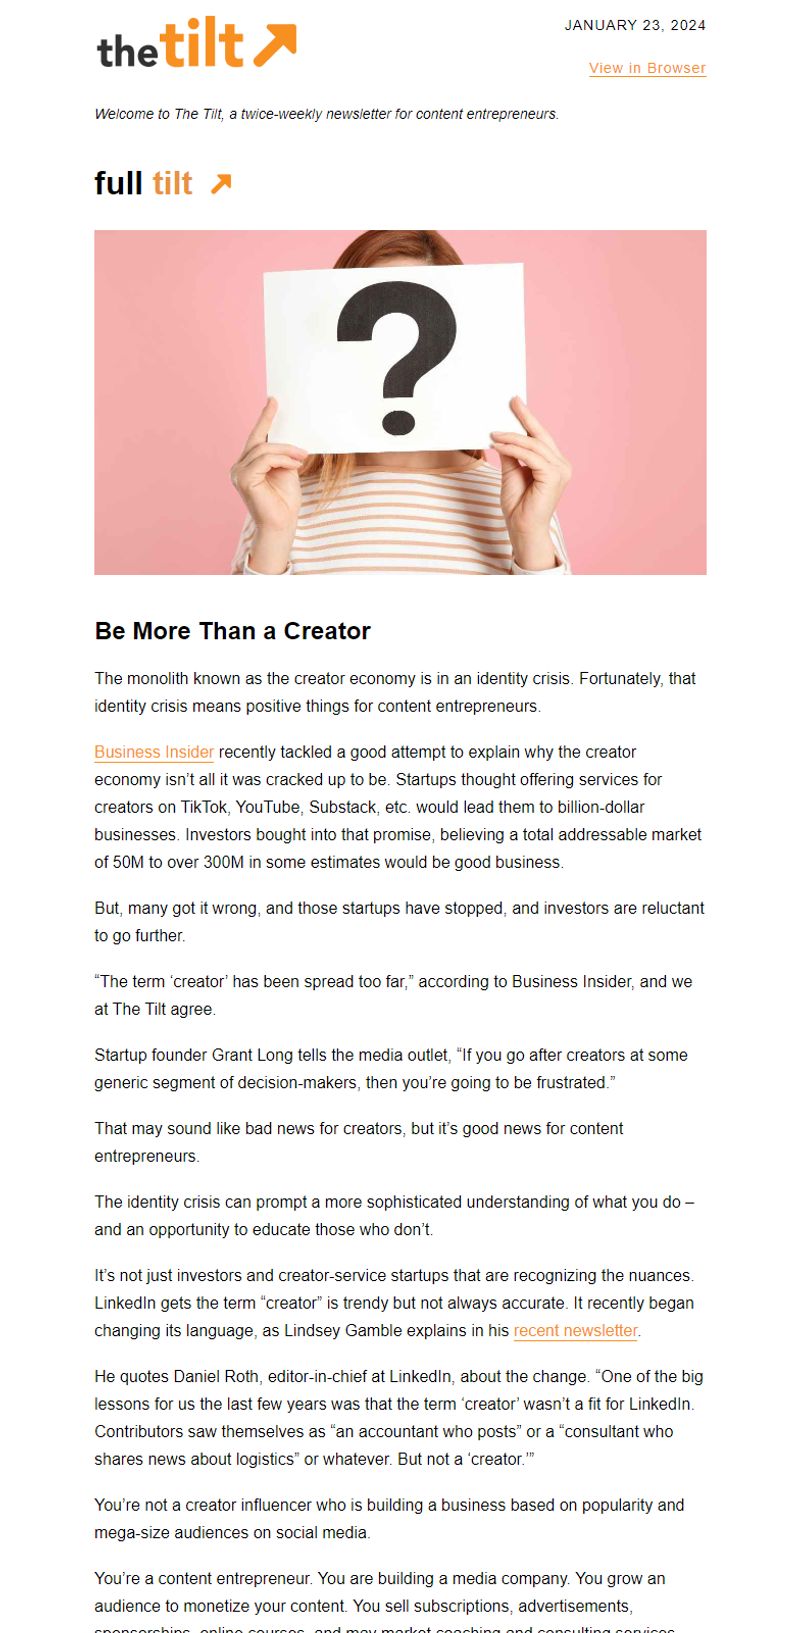 thetilt
JANUARY 23, 2024
View in Browser
Welcome to The Tilt, a twice-weekly newsletter for content entrepreneurs.
full tilt
?
Be More Than a Creator
The monolith known as the creator economy is in an identity crisis. Fortunately, that
identity crisis means positive things for content entrepreneurs.
Business Insider recently tackled a good attempt to explain why the creator
economy isn’t all it was cracked up to be. Startups thought offering services for
creators on TikTok, YouTube, Substack, etc. would lead them to billion-dollar
businesses. Investors bought into that promise, believing a total addressable market
of 50M to over 300M in some estimates would be good business.
But, many got it wrong, and those startups have stopped, and investors are reluctant
to go further.
“The term ‘creator’ has been spread too far,” according to Business Insider, and we
at The Tilt agree.
Startup founder Grant Long tells the media outlet, “If you go after creators at some
generic segment of decision-makers, then you’re going to be frustrated.”
That may sound like bad news for creators, but it’s good news for content
entrepreneurs.
The identity crisis can prompt a more sophisticated understanding of what you do –
and an opportunity to educate those who don’t.
It’s not just investors and creator-service startups that are recognizing the nuances.
LinkedIn gets the term “creator” is trendy but not always accurate. It recently began
changing its language, as Lindsey Gamble explains in his recent newsletter.
He quotes Daniel Roth, editor-in-chief at LinkedIn, about the change. “One of the big
lessons for us the last few years was that the term ‘creator’ wasn’t a fit for LinkedIn.
Contributors saw themselves as “an accountant who posts” or a “consultant who
shares news about logistics” or whatever. But not a ‘creator.’”
You’re not a creator influencer who is building a business based on popularity and
mega-size audiences on social media.
You’re a content entrepreneur. You are building a media company. You grow an
audience to monetize your content. You sell subscriptions, advertisements,
sponsorships, online courses, and may market coaching and consulting services